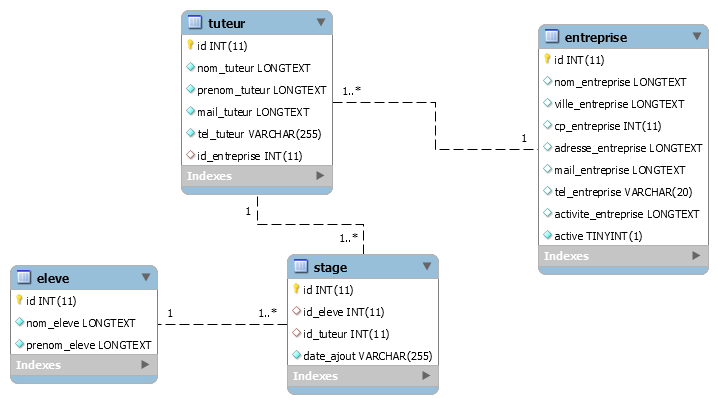 tuteur
id INT(11)
nom_tuteur LONGTEXT
prenom_tuteur LONGTEXT
mail_tuteur LONGTEXT
tel_tuteur VARCHAR(255)
id_entreprise INT(11)
Indexes
1..*
1
entreprise
id INT(11)
nom_entreprise LONGTEXT
ville_entreprise LONGTEXT
cp_entreprise INT(11)
adresse_entreprise LONGTEXT
mail_entreprise LONGTEXT
tel_entreprise VARCHAR(20)
activite_entreprise LONGTEXT
active TINYINT(1)
Indexes
1
1..*
eleve
id INT(11)
nom_eleve LONGTEXT
prenom_eleve LONGTEXT
Indexes
1
1..*
stage
id INT(11)
id_eleve INT(11)
id_tuteur INT(11)
date_ajout VARCHAR(255)
Indexes